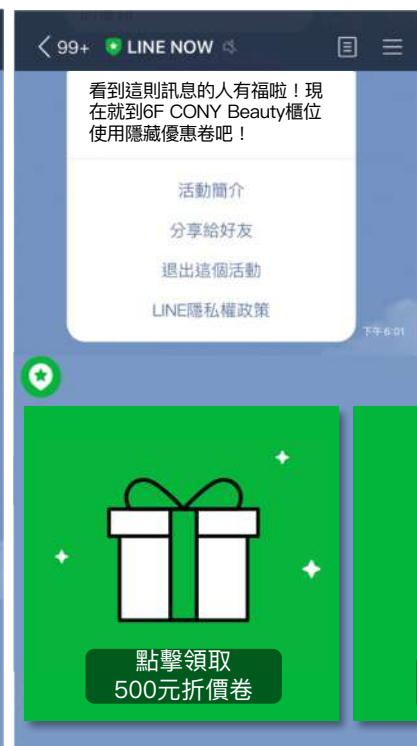 99+ LINE NOW
看到這則訊息的人有福啦！現
在就到6F CONY Beauty櫃位
使用隱藏優惠卷吧！
活動簡介
分享給好友
退出這個活動
LINE隱私權政策
下午6:01
點擊領取
500元折價卷